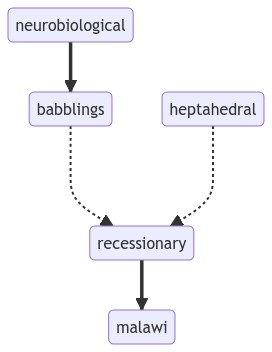 neurobiological
babblings
heptahedral
recessionary
malawi